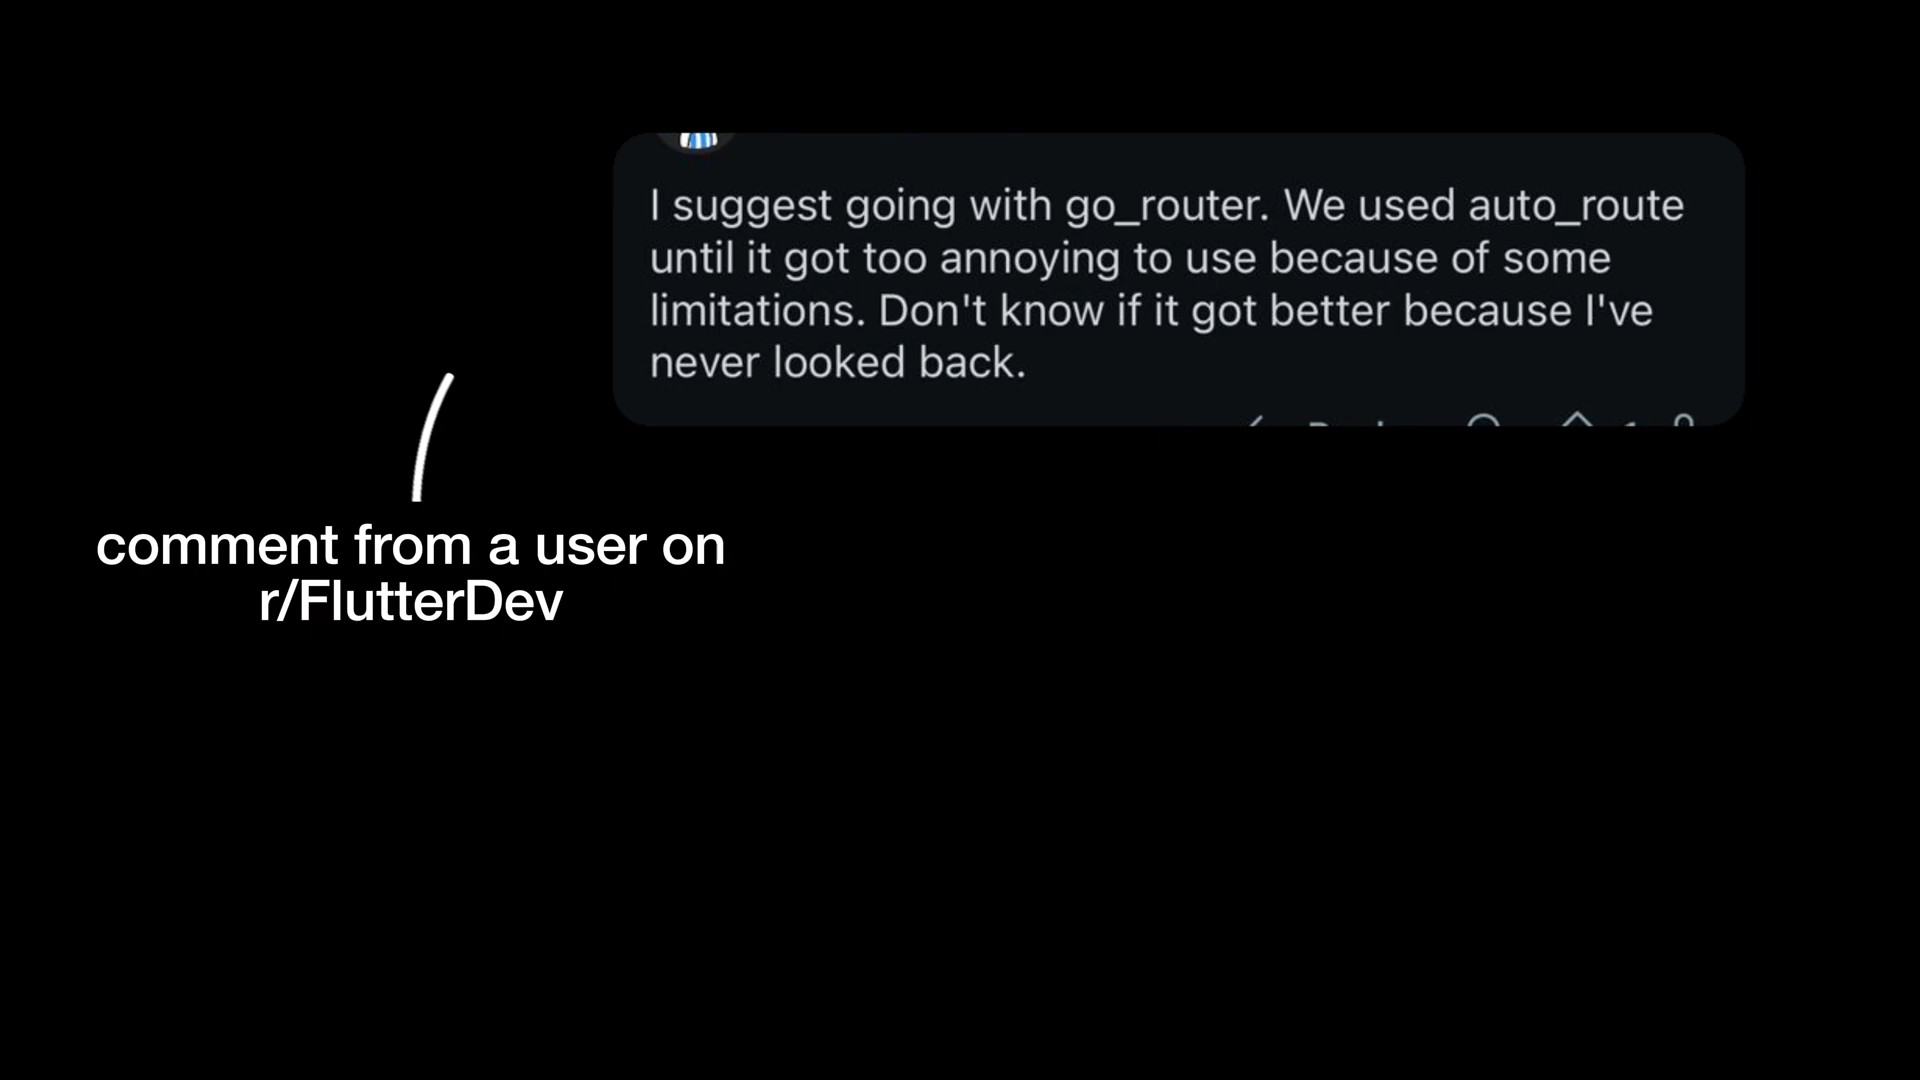 I suggest going with go_router. We used auto_route
until it got too annoying to use because of some
limitations. Don't know if it got better because I've
never looked back.
comment from a user on
r/FlutterDev